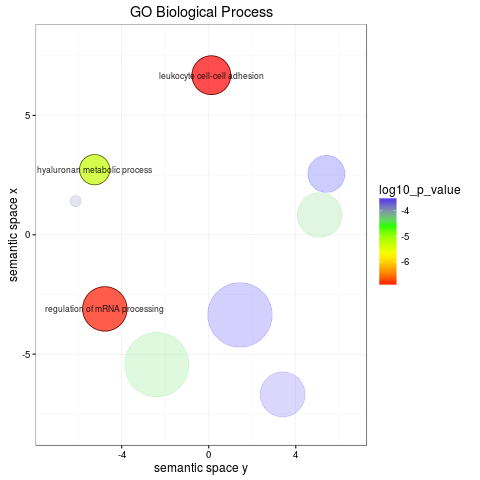 GO Biological Process
leukocyte cell-cell adhesion
hyaluronan metabolic process
regulation of mRNA processing
5
0
-5
-4
0
4
semantic space x
semantic space y
log10_p_value
-4
-5
-6